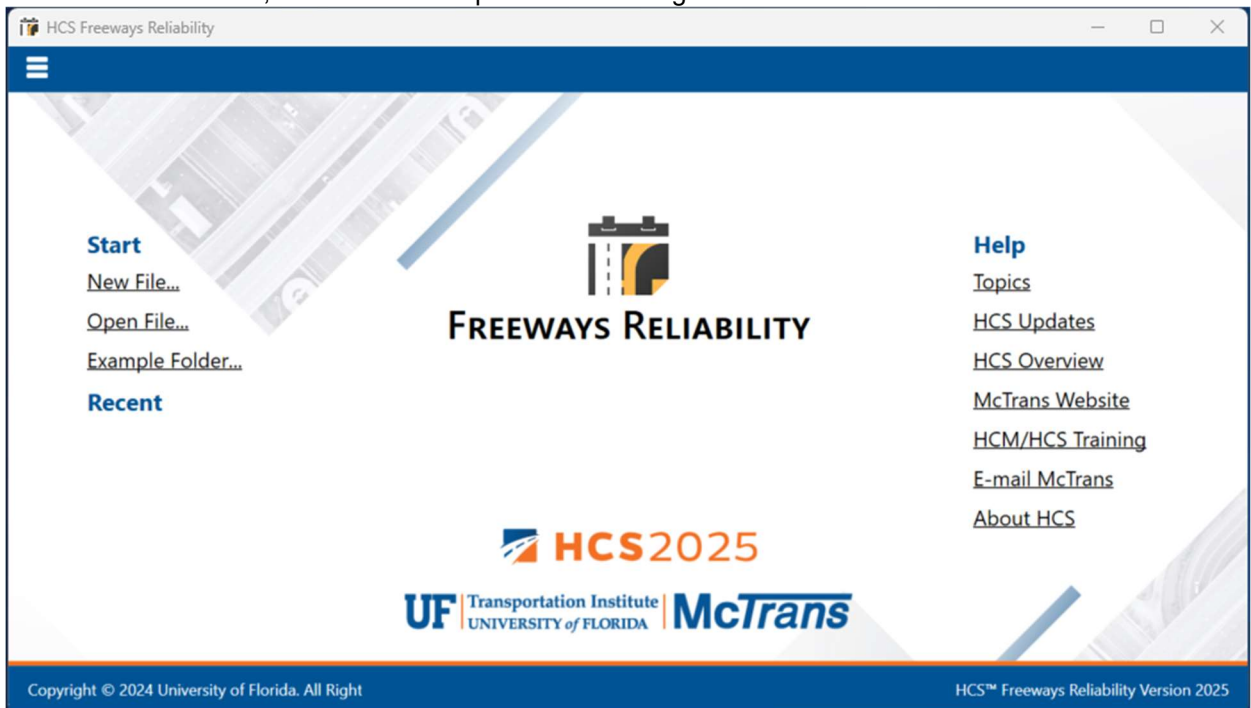 HCS Freeways Reliability
Start
New File...
Open File...
Example Folder...
Recent
FREEWAYS RELIABILITY
HCS2025
UF Transportation Institute McTrans
UNIVERSITY of FLORIDA
Help
Topics
HCS Updates
HCS Overview
McTrans Website
HCM/HCS Training
E-mail McTrans
About HCS
Copyright © 2024 University of Florida. All Right
HCS™ Freeways Reliability Version 2025